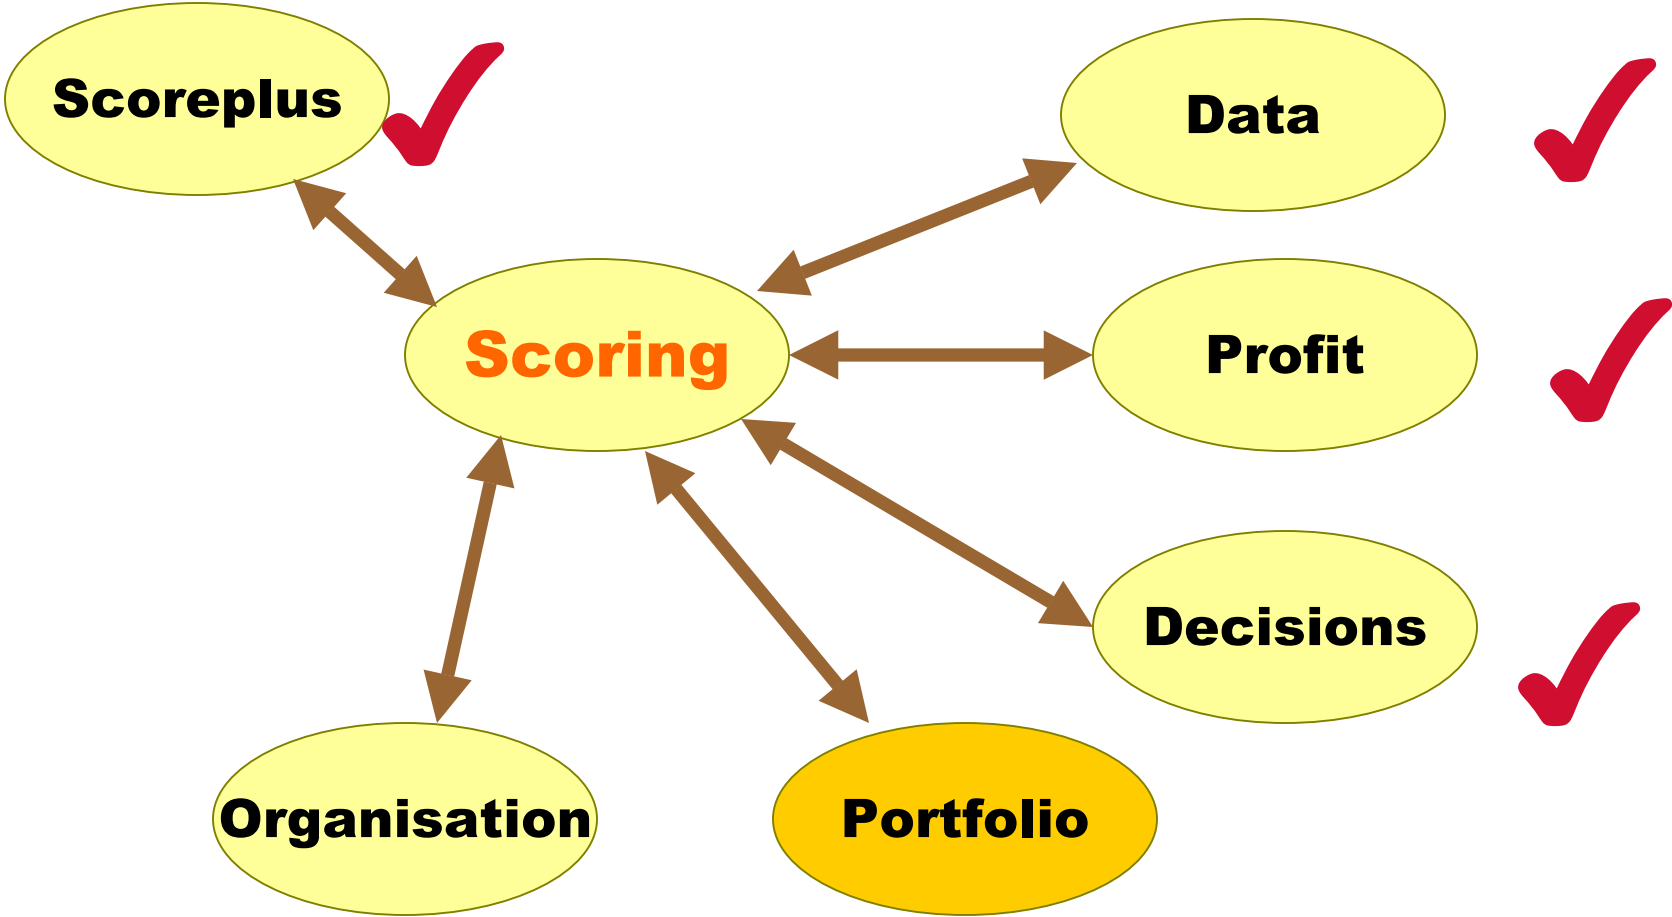 Scoreplus
Data
Scoring
Profit
Decisions
Organisation
Portfolio